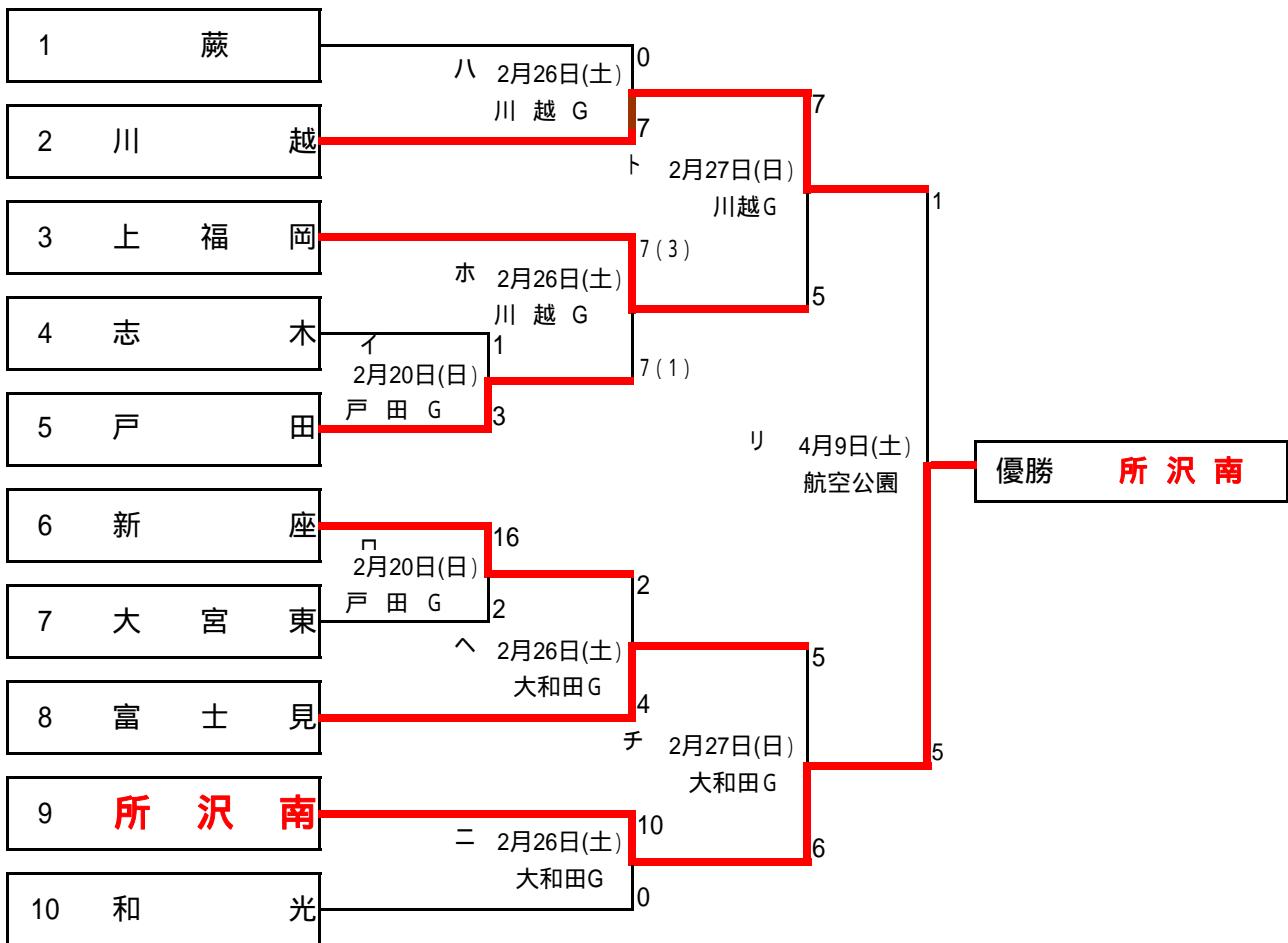 1 蕨
0
ハ 2月26日(土)
川 越 G
7
2 川 越
7
ト 2月27日(日)
川越G
1
3 上 福 岡
7(3)
ホ 2月26日(土)
川 越 G
5
4 志 木
イ
1
2月20日(日)
戸 田 G
7(1)
3
5 戸 田
リ 4月9日(土)
航空公園
優勝 所 沢 南
6 新 座
16
ロ
2月20日(日)
戸 田 G
2
2
7 大 宮 東
ヘ 2月26日(土)
大和田G
5
8 富 士 見
4
チ 2月27日(日)
大和田G
5
9 所 沢 南
10
ニ 2月26日(土)
大和田G
6
0
10 和 光